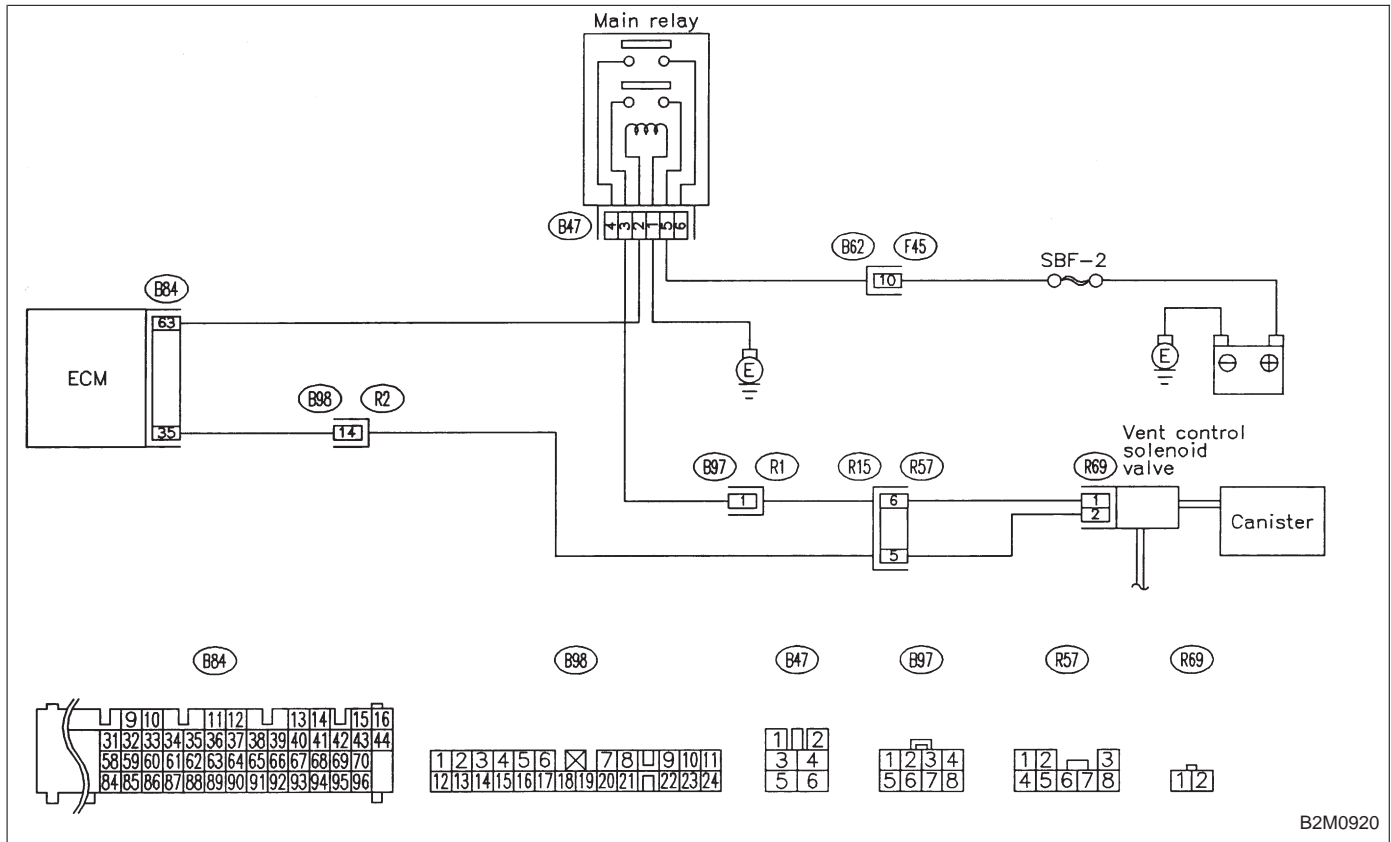 Main relay
B47
4 3 2 1 5 6
B62 F45
10
SBF-2
B84
63
ECM
35
E
E
⊖ ⊕
B98 R2
14
Vent control
solenoid
valve
B97 R1 R15 R57 R69
1
6
5
1
2
Canister
B84 B98 B47 B97 R57 R69
9 10 11 12 13 14 15 16
31 32 33 34 35 36 37 38 39 40 41 42 43 44
58 59 60 61 62 63 64 65 66 67 68 69 70
84 85 86 87 88 89 90 91 92 93 94 95 96
1 2 3 4 5 6 7 8 9 10 11
12 13 14 15 16 17 18 19 20 21 22 23 24
1 2
3 4
5 6
1 2 3 4
5 6 7 8
1 2 3
4 5 6 7 8
1 2
B2M0920